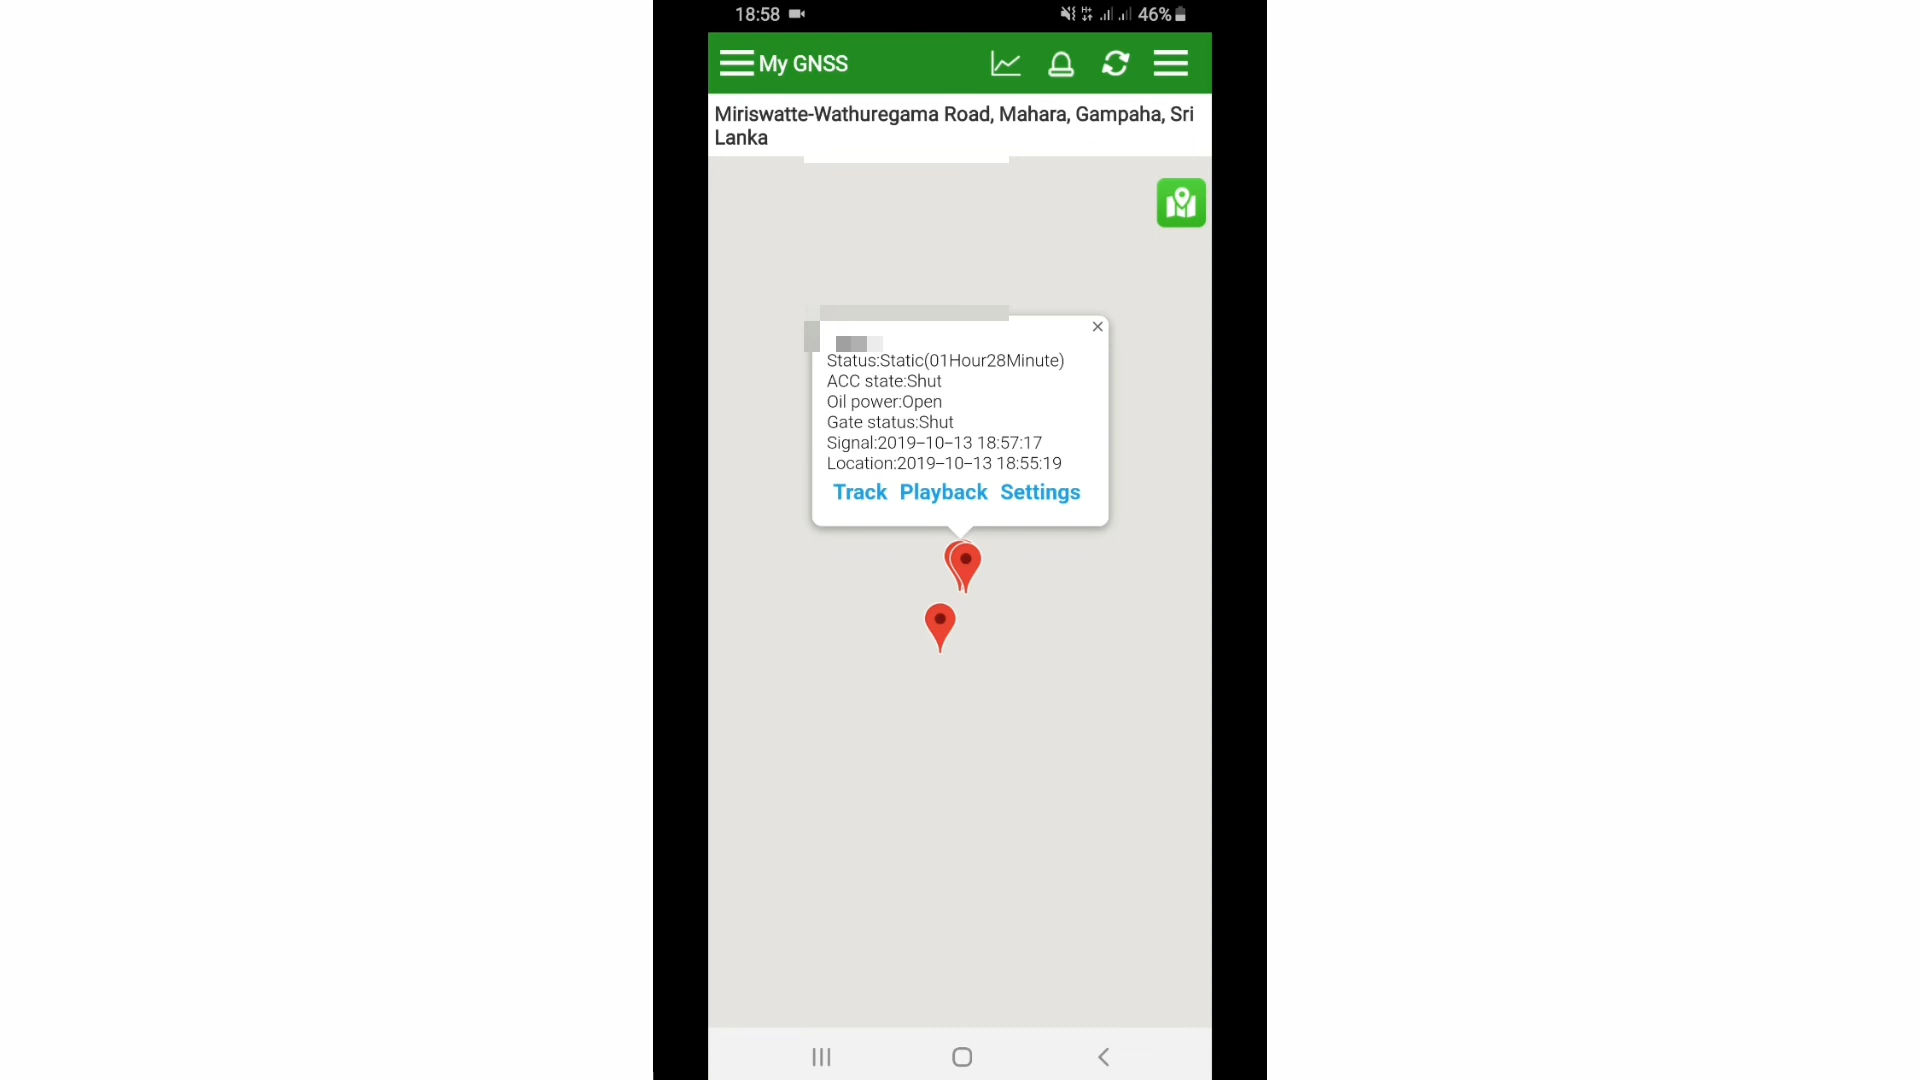 18:58
46%
My GNSS
Miriswatte-Wathuregama Road, Mahara, Gampaha, Sri
Lanka
Status:Static(01Hour28Minute)
ACC state:Shut
Oil power:Open
Gate status:Shut
Signal:2019-10-13 18:57:17
Location:2019-10-13 18:55:19
Track Playback Settings